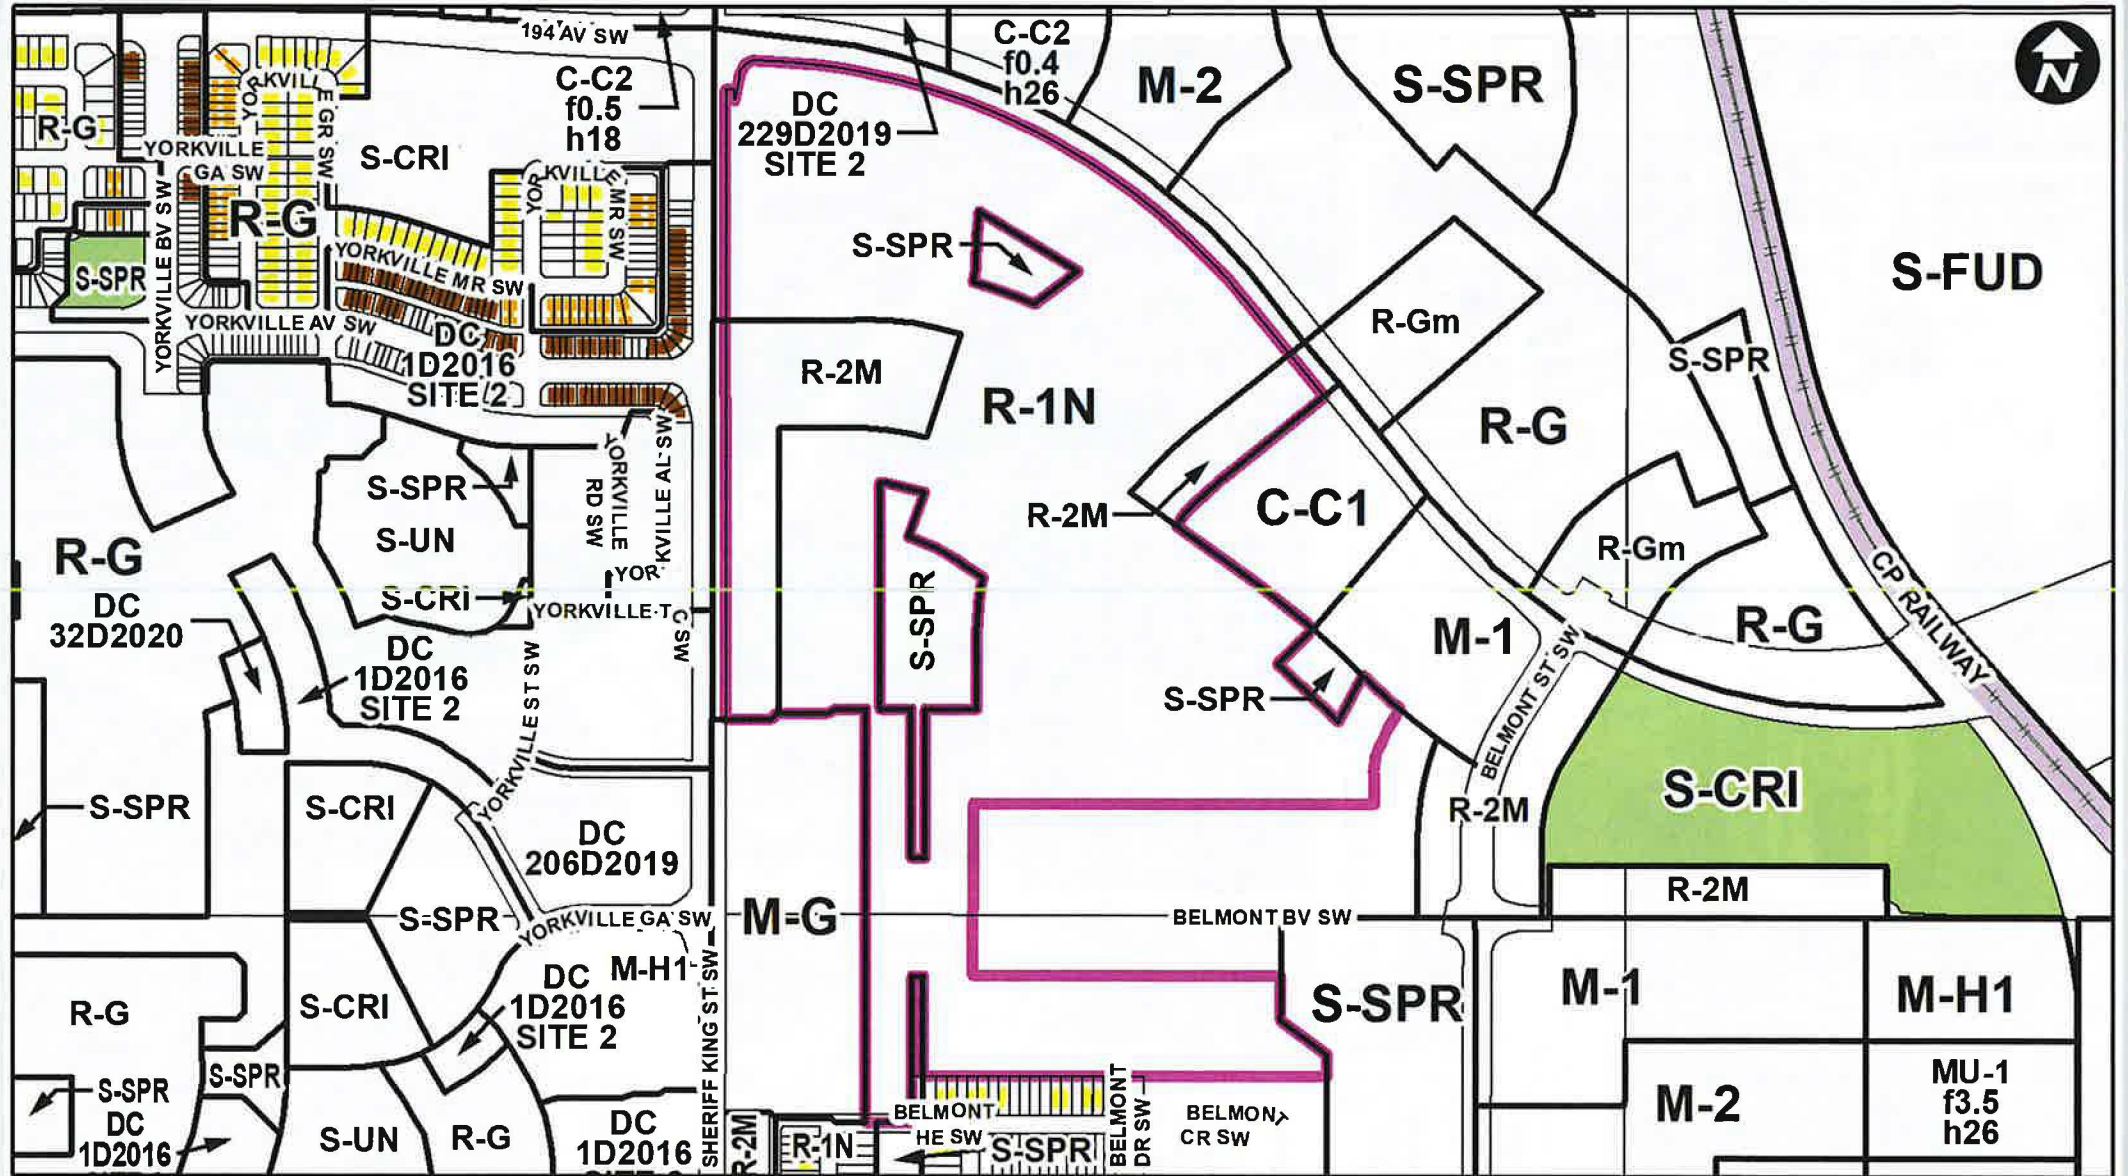 194 AV SW
C-C2
f0.5
h18
DC
229D2019
SITE 2
C-C2
f0.4
h26
M-2
S-SPR
N
R-G
YORKVILLE GR SW
YORKVILLE
GA SW
S-CRI
YORKVILLE MR SW
R-G
YORKVILLE BV SW
S-SPR
YORKVILLE MR SW
YORKVILLE AV SW
DC
1D2016
SITE 2
S-SPR
S-FUD
R-Gm
S-SPR
R-2M
R-1N
R-G
S-SPR
S-UN
S-CRI
YORKVILLE
RD SW
YORKVILLE AL SW
YORKVILLE T
C SW
R-2M
C-C1
R-Gm
R-G
DC
32D2020
DC
1D2016
SITE 2
S-SPR
M-1
R-G
CP RAILWAY
S-SPR
BELMONT ST SW
YORKVILLE ST SW
S-SPR
S-CRI
DC
206D2019
R-2M
S-CRI
R-2M
S=SPR
YORKVILLE GA SW
M=G
BELMONT BV SW
R-G
S-CRI
DC
1D2016
SITE 2
M-H1
SHERIFF KING ST SW
S-SPR
M-1
M-H1
S-SPR
S-SPR
DC
1D2016
S-UN
R-G
DC
1D2016
R-2M
R-1N
BELMONT
HE SW
S-SPR
BELMONT
DR SW
BELMONT
CR SW
M-2
MU-1
f3.5
h26